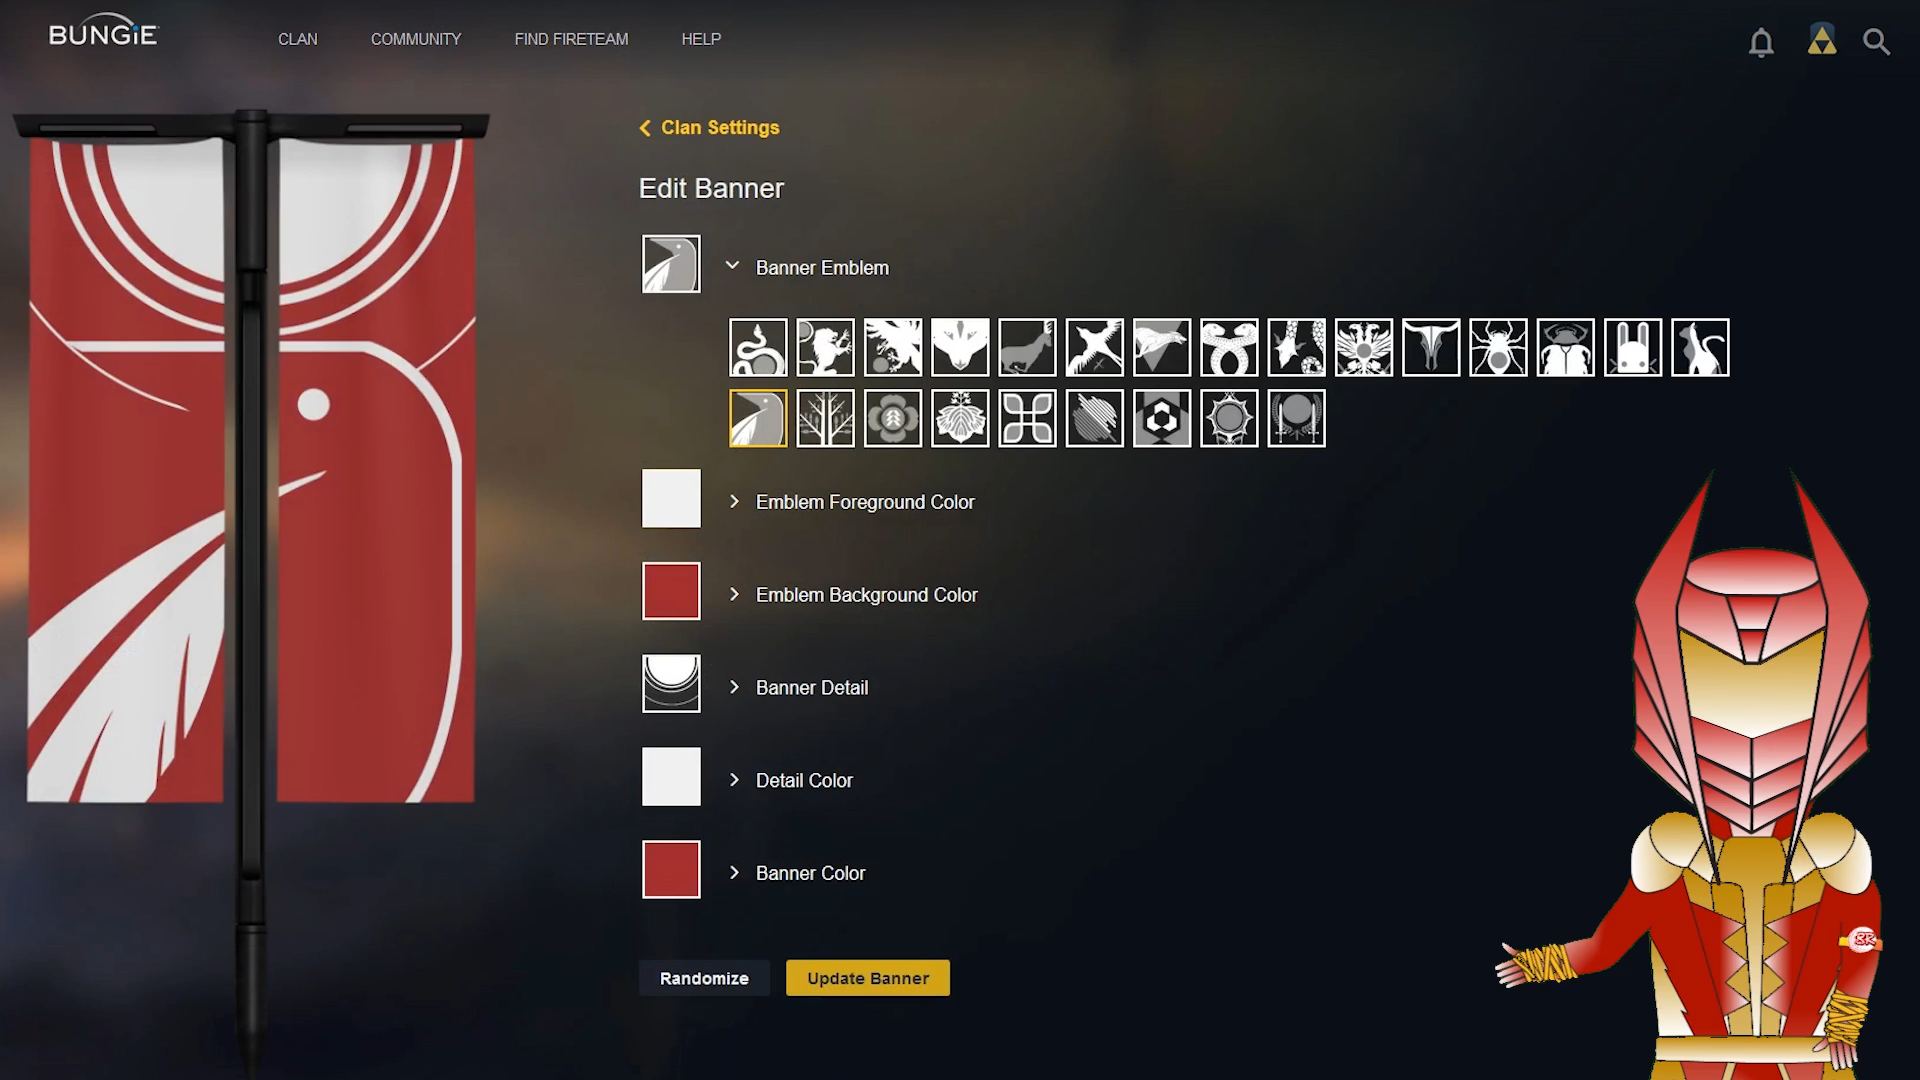 BUNGiE
CLAN COMMUNITY FIND FIRETEAM HELP
Clan Settings
Edit Banner
Banner Emblem
Emblem Foreground Color
Emblem Background Color
Banner Detail
Detail Color
Banner Color
Randomize Update Banner